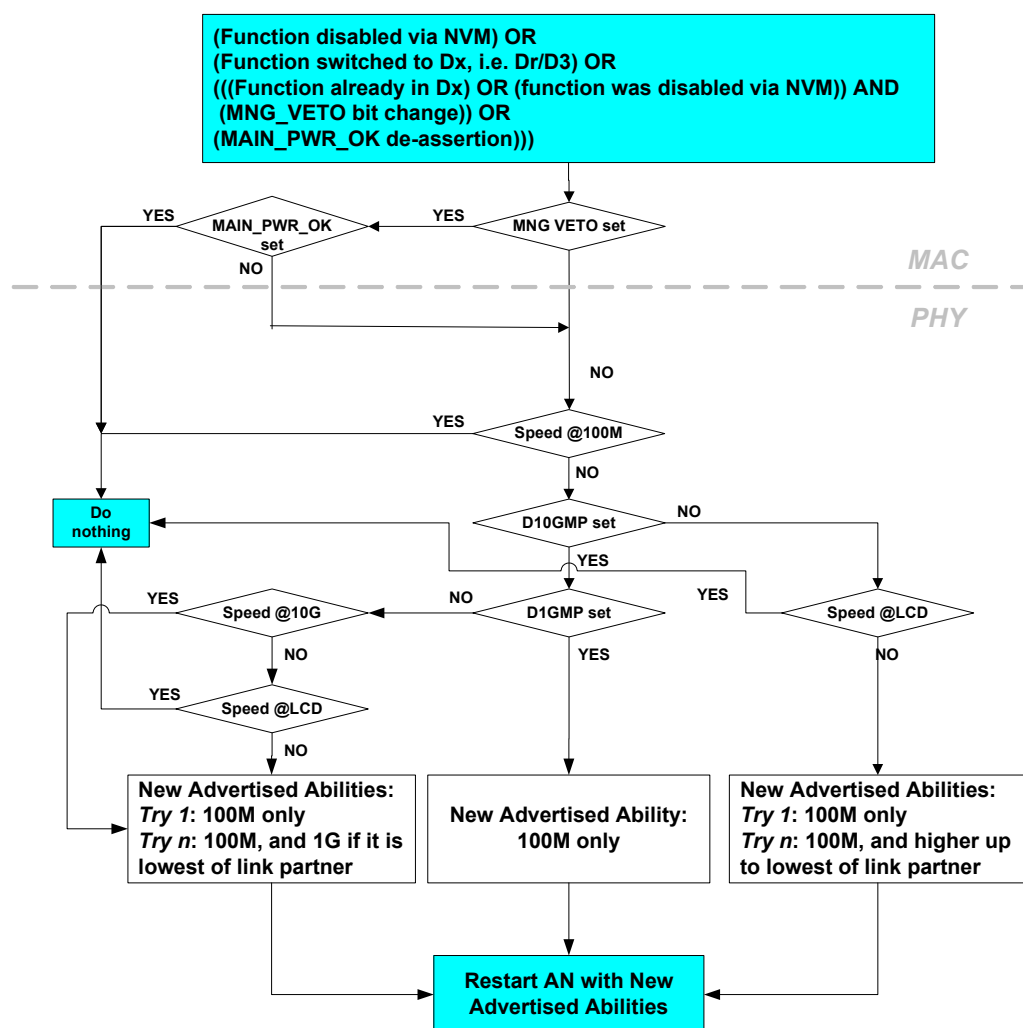 (Function disabled via NVM) OR
(Function switched to Dx, i.e. Dr/D3) OR
(((Function already in Dx) OR (function was disabled via NVM)) AND
(MNG_VETO bit change)) OR
(MAIN_PWR_OK de-assertion)))
YES
MAIN_PWR_OK
set
YES
MNG VETO set
NO
MAC
PHY
NO
YES
Speed @100M
NO
Do
nothing
D10GMP set
NO
YES
YES
Speed @10G
NO
D1GMP set
YES
Speed @LCD
NO
YES
NO
YES
Speed @LCD
NO
New Advertised Abilities:
Try 1: 100M only
Try n: 100M, and 1G if it is
lowest of link partner
New Advertised Ability:
100M only
New Advertised Abilities:
Try 1: 100M only
Try n: 100M, and higher up
to lowest of link partner
Restart AN with New
Advertised Abilities